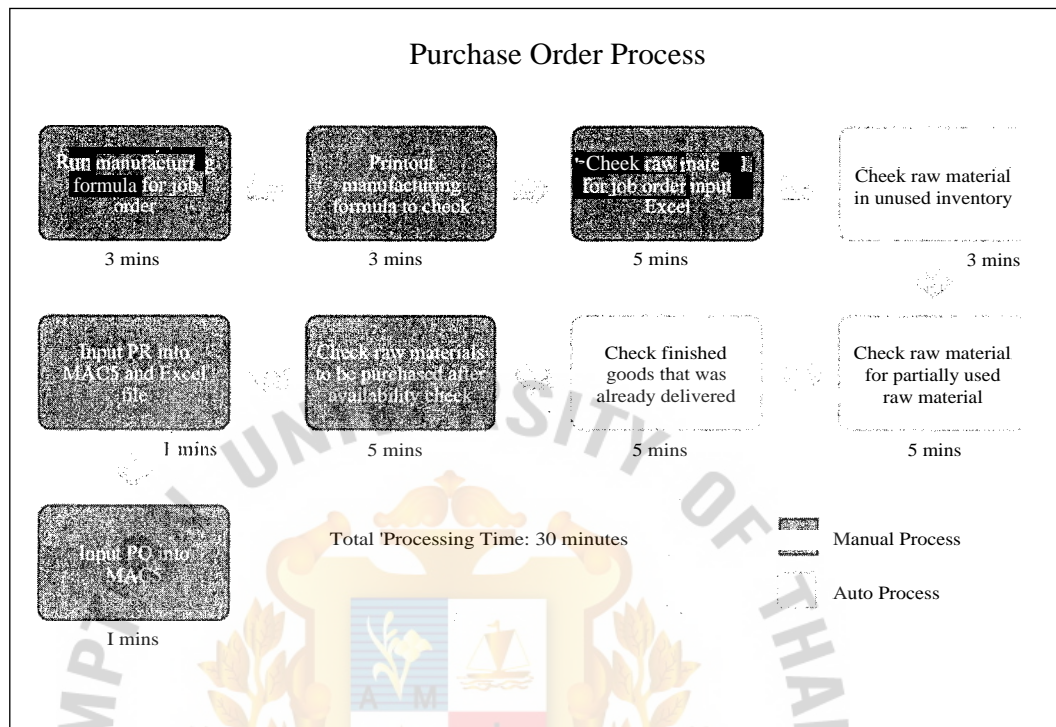 Purchase Order Process
Run manufacturing
formula for job
order
3 mins
Printout
manufacturing
formula to check
3 mins
Cheek raw mate l
for job order input
Excel
5 mins
Cheek raw material
in unused inventory
3 mins
Input PR into
MACS and Excel
file
1 mins
Check raw materials
to be purchased after
availability check
5 mins
Check finished
goods that was
already delivered
5 mins
Check raw material
for partially used
raw material
5 mins
Input PO into
MACS
I mins
Total 'Processing Time: 30 minutes
Manual Process
Auto Process
UNIVERSITY OF
A M